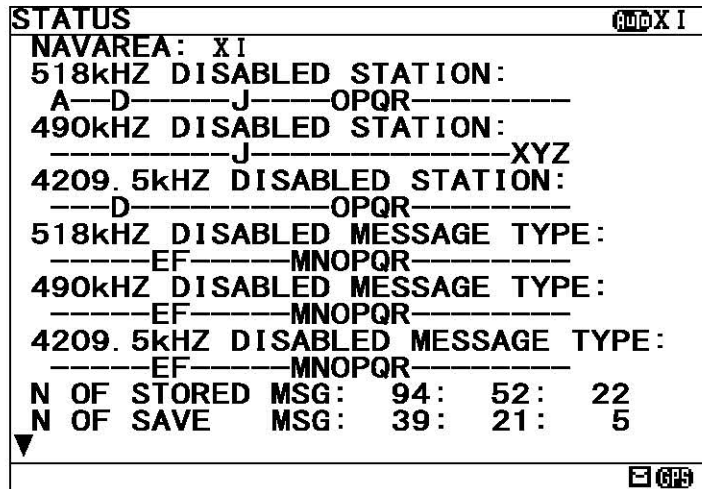 STATUS AUTO XI
NAVAREA: XI
518kHZ DISABLED STATION:
A--D-----J----OPQR--------
490kHZ DISABLED STATION:
---------J-------------XYZ
4209.5kHZ DISABLED STATION:
---D----------OPQR--------
518kHZ DISABLED MESSAGE TYPE:
----EF------MNOPQR--------
490kHZ DISABLED MESSAGE TYPE:
----EF------MNOPQR--------
4209.5kHZ DISABLED MESSAGE TYPE:
----EF------MNOPQR--------
N OF STORED MSG: 94: 52: 22
N OF SAVE MSG: 39: 21: 5
GPS